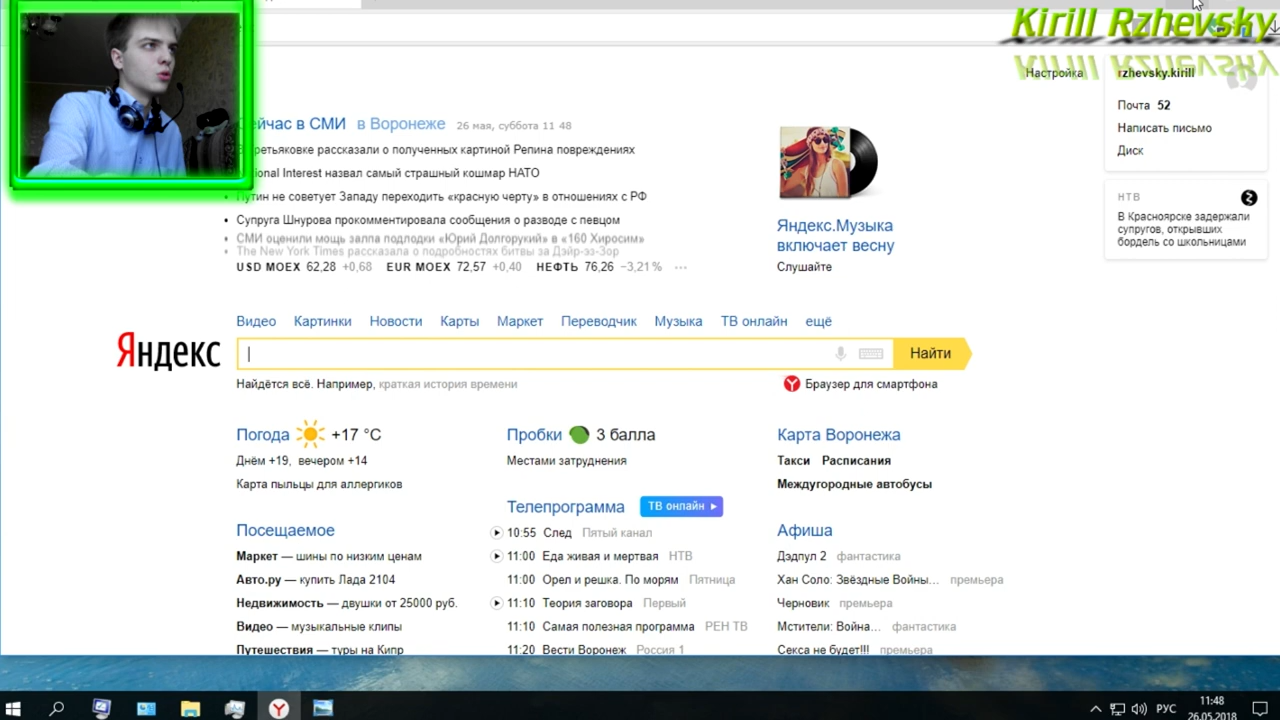 Kirill Rzhevsky
Настройка
rzhevsky.kirill
Почта 52
Написать письмо
Диск
НТВ
В Красноярске задержали
супругов, открывших
бордель со школьницами
в СМИ в Воронеже 26 мая, суббота 11 48
рассказали о полученных картиной Репина повреждениях
Interest назвал самый страшный кошмар НАТО
Путин не советует Западу переходить «красную черту» в отношениях с РФ
Супруга Шнурова прокомментировала сообщения о разводе с певцом
СМИ оценили мощь залпа подлодки «Юрий Долгорукий» в «160 Хиросим»
The New York Times рассказала о подробностях битвы за Дэйр-эз-Зор
USD MOEX 62,28 +0,68 EUR MOEX 72,57 +0,40 НЕФТЬ 76,26 −3,21% ···
Яндекс.Музыка
включает весну
Слушайте
Видео Картинки Новости Карты Маркет Переводчик Музыка ТВ онлайн ещё
Яндекс
Найти
Найдётся всё. Например, краткая история времени
Браузер для смартфона
Погода +17 °C
Днём +19, вечером +14
Карта пыльцы для аллергиков
Пробки 3 балла
Местами затруднения
Карта Воронежа
Такси Расписания
Междугородные автобусы
Посещаемое
Маркет — шины по низким ценам
Авто.ру — купить Лада 2104
Недвижимость — двушки от 25000 руб.
Видео — музыкальные клипы
Путешествия — туры на Кипр
Телепрограмма ТВ онлайн
10:55 След Пятый канал
11:00 Еда живая и мертвая НТВ
11:00 Орел и решка. По морям Пятница
11:10 Теория заговора Первый
11:10 Самая полезная программа РЕН ТВ
11:20 Вести Воронеж Россия 1
Афиша
Дэдпул 2 фантастика
Хан Соло: Звёздные Войны... премьера
Черновик премьера
Мстители: Война... фантастика
Секса не будет!!! премьера
РУС
11:48
26.05.2018